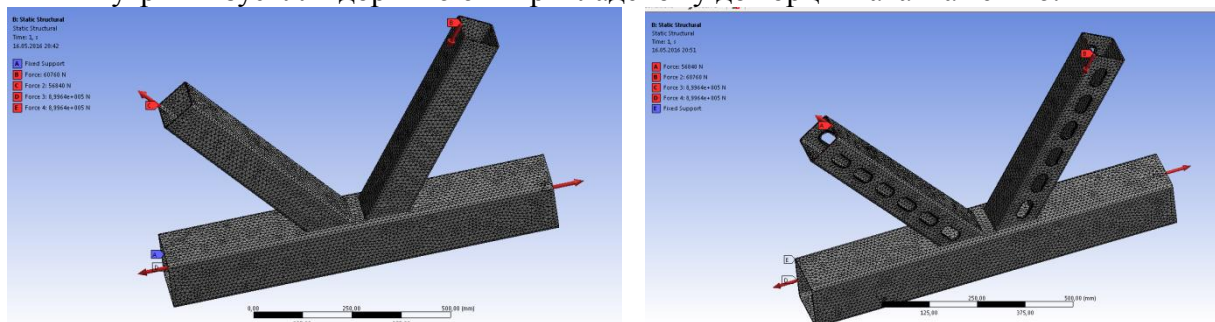 B: Static Structural
Static Structural
Time: 1, s
16.05.2016 20:42
A Fixed Support
B Force: 60760 N
C Force 2: 56840 N
D Force 3: 8,9964e+005 N
E Force 4: 8,9964e+005 N
B
C
A
D
0,00 250,00 500,00 (mm)
B: Static Structural
Static Structural
Time: 1, s
16.05.2016 20:51
A Force: 56840 N
B Force 2: 60760 N
C Force 3: 8,9964e+005 N
D Force 4: 8,9964e+005 N
E Fixed Support
B
A
E
D
250,00 500,00 (mm)
125,00 375,00